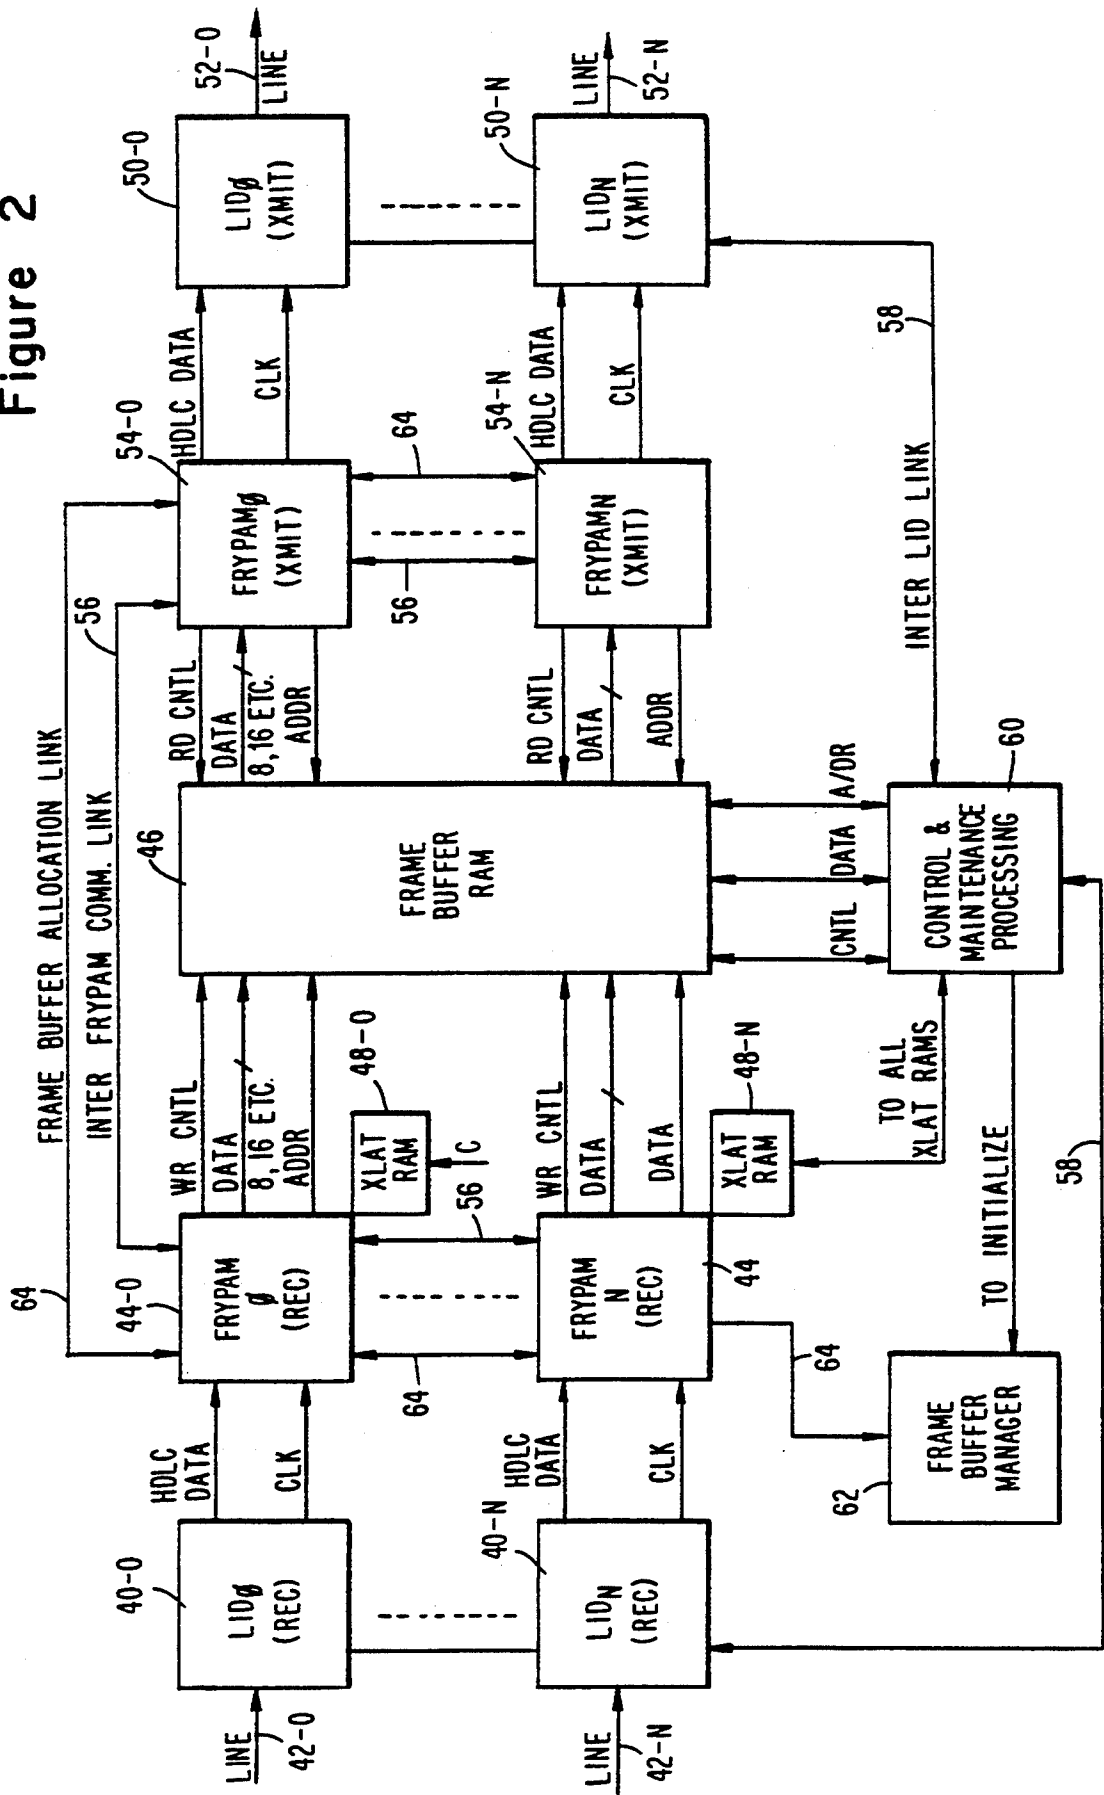 Figure 2
FRAME BUFFER ALLOCATION LINK
INTER FRYPAM COMM. LINK
64
56
44-0
46
54-0
50-0
52-0
LINE
40-0
LINE
42-0
LIDφ
(REC)
HDLC
DATA
CLK
FRYPAM
φ
(REC)
WR CNTL
DATA
8,16 ETC.
ADDR
XLAT
RAM
48-0
C
FRAME
BUFFER
RAM
RD CNTL
DATA
8,16 ETC.
ADDR
FRYPAMφ
(XMIT)
HDLC DATA
CLK
LIDφ
(XMIT)
64
56
56
64
40-N
LINE
42-N
LIDN
(REC)
HDLC
DATA
CLK
FRYPAM
N
(REC)
44
WR CNTL
DATA
DATA
XLAT
RAM
48-N
RD CNTL
DATA
ADDR
FRYPAMN
(XMIT)
54-N
HDLC DATA
CLK
LIDN
(XMIT)
50-N
LINE
52-N
64
62
FRAME
BUFFER
MANAGER
TO INITIALIZE
TO ALL
XLAT RAMS
CNTL
DATA
A/DR
CONTROL &
MAINTENANCE
PROCESSING
60
INTER LID LINK
58
58